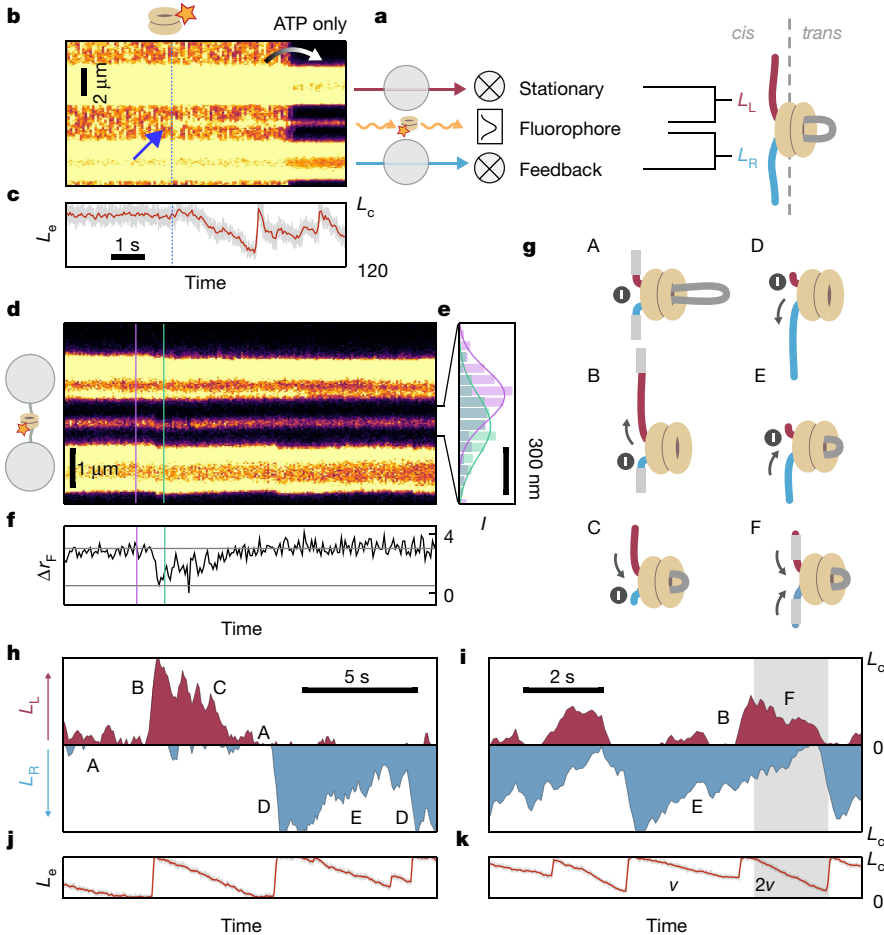 b
ATP only
2 μm
a
cis
trans
Stationary
Fluorophore
Feedback
L_L
L_R
c
L_e
1 s
L_c
120
Time
d
1 μm
e
300 nm
I
f
Δr_F
4
0
Time
g
A
D
B
E
C
F
h
L_L
L_R
B
C
A
A
D
E
D
5 s
i
2 s
B
F
E
L_c
0
L_c
j
L_e
Time
k
v
2v
L_c
0
Time